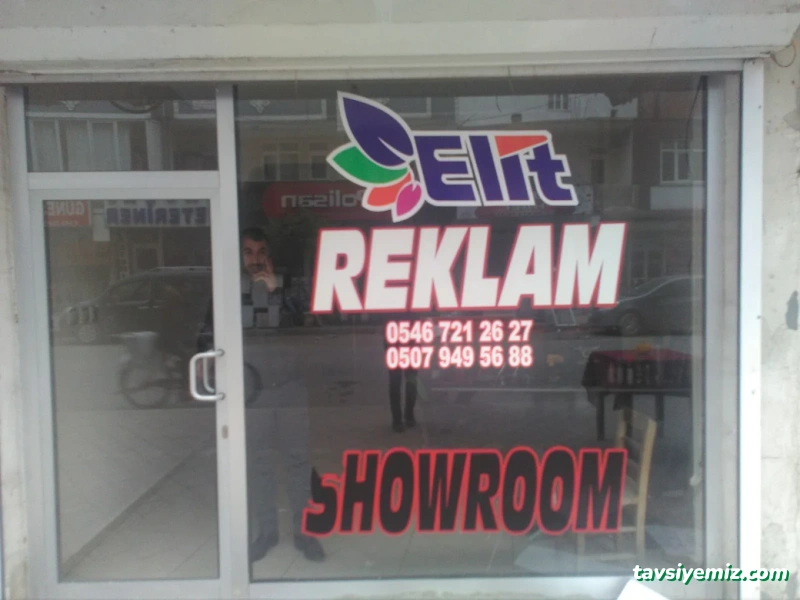 Elit
REKLAM
0546 721 26 27
0507 949 56 88
SHOWROOM
tavsiyemiz.com